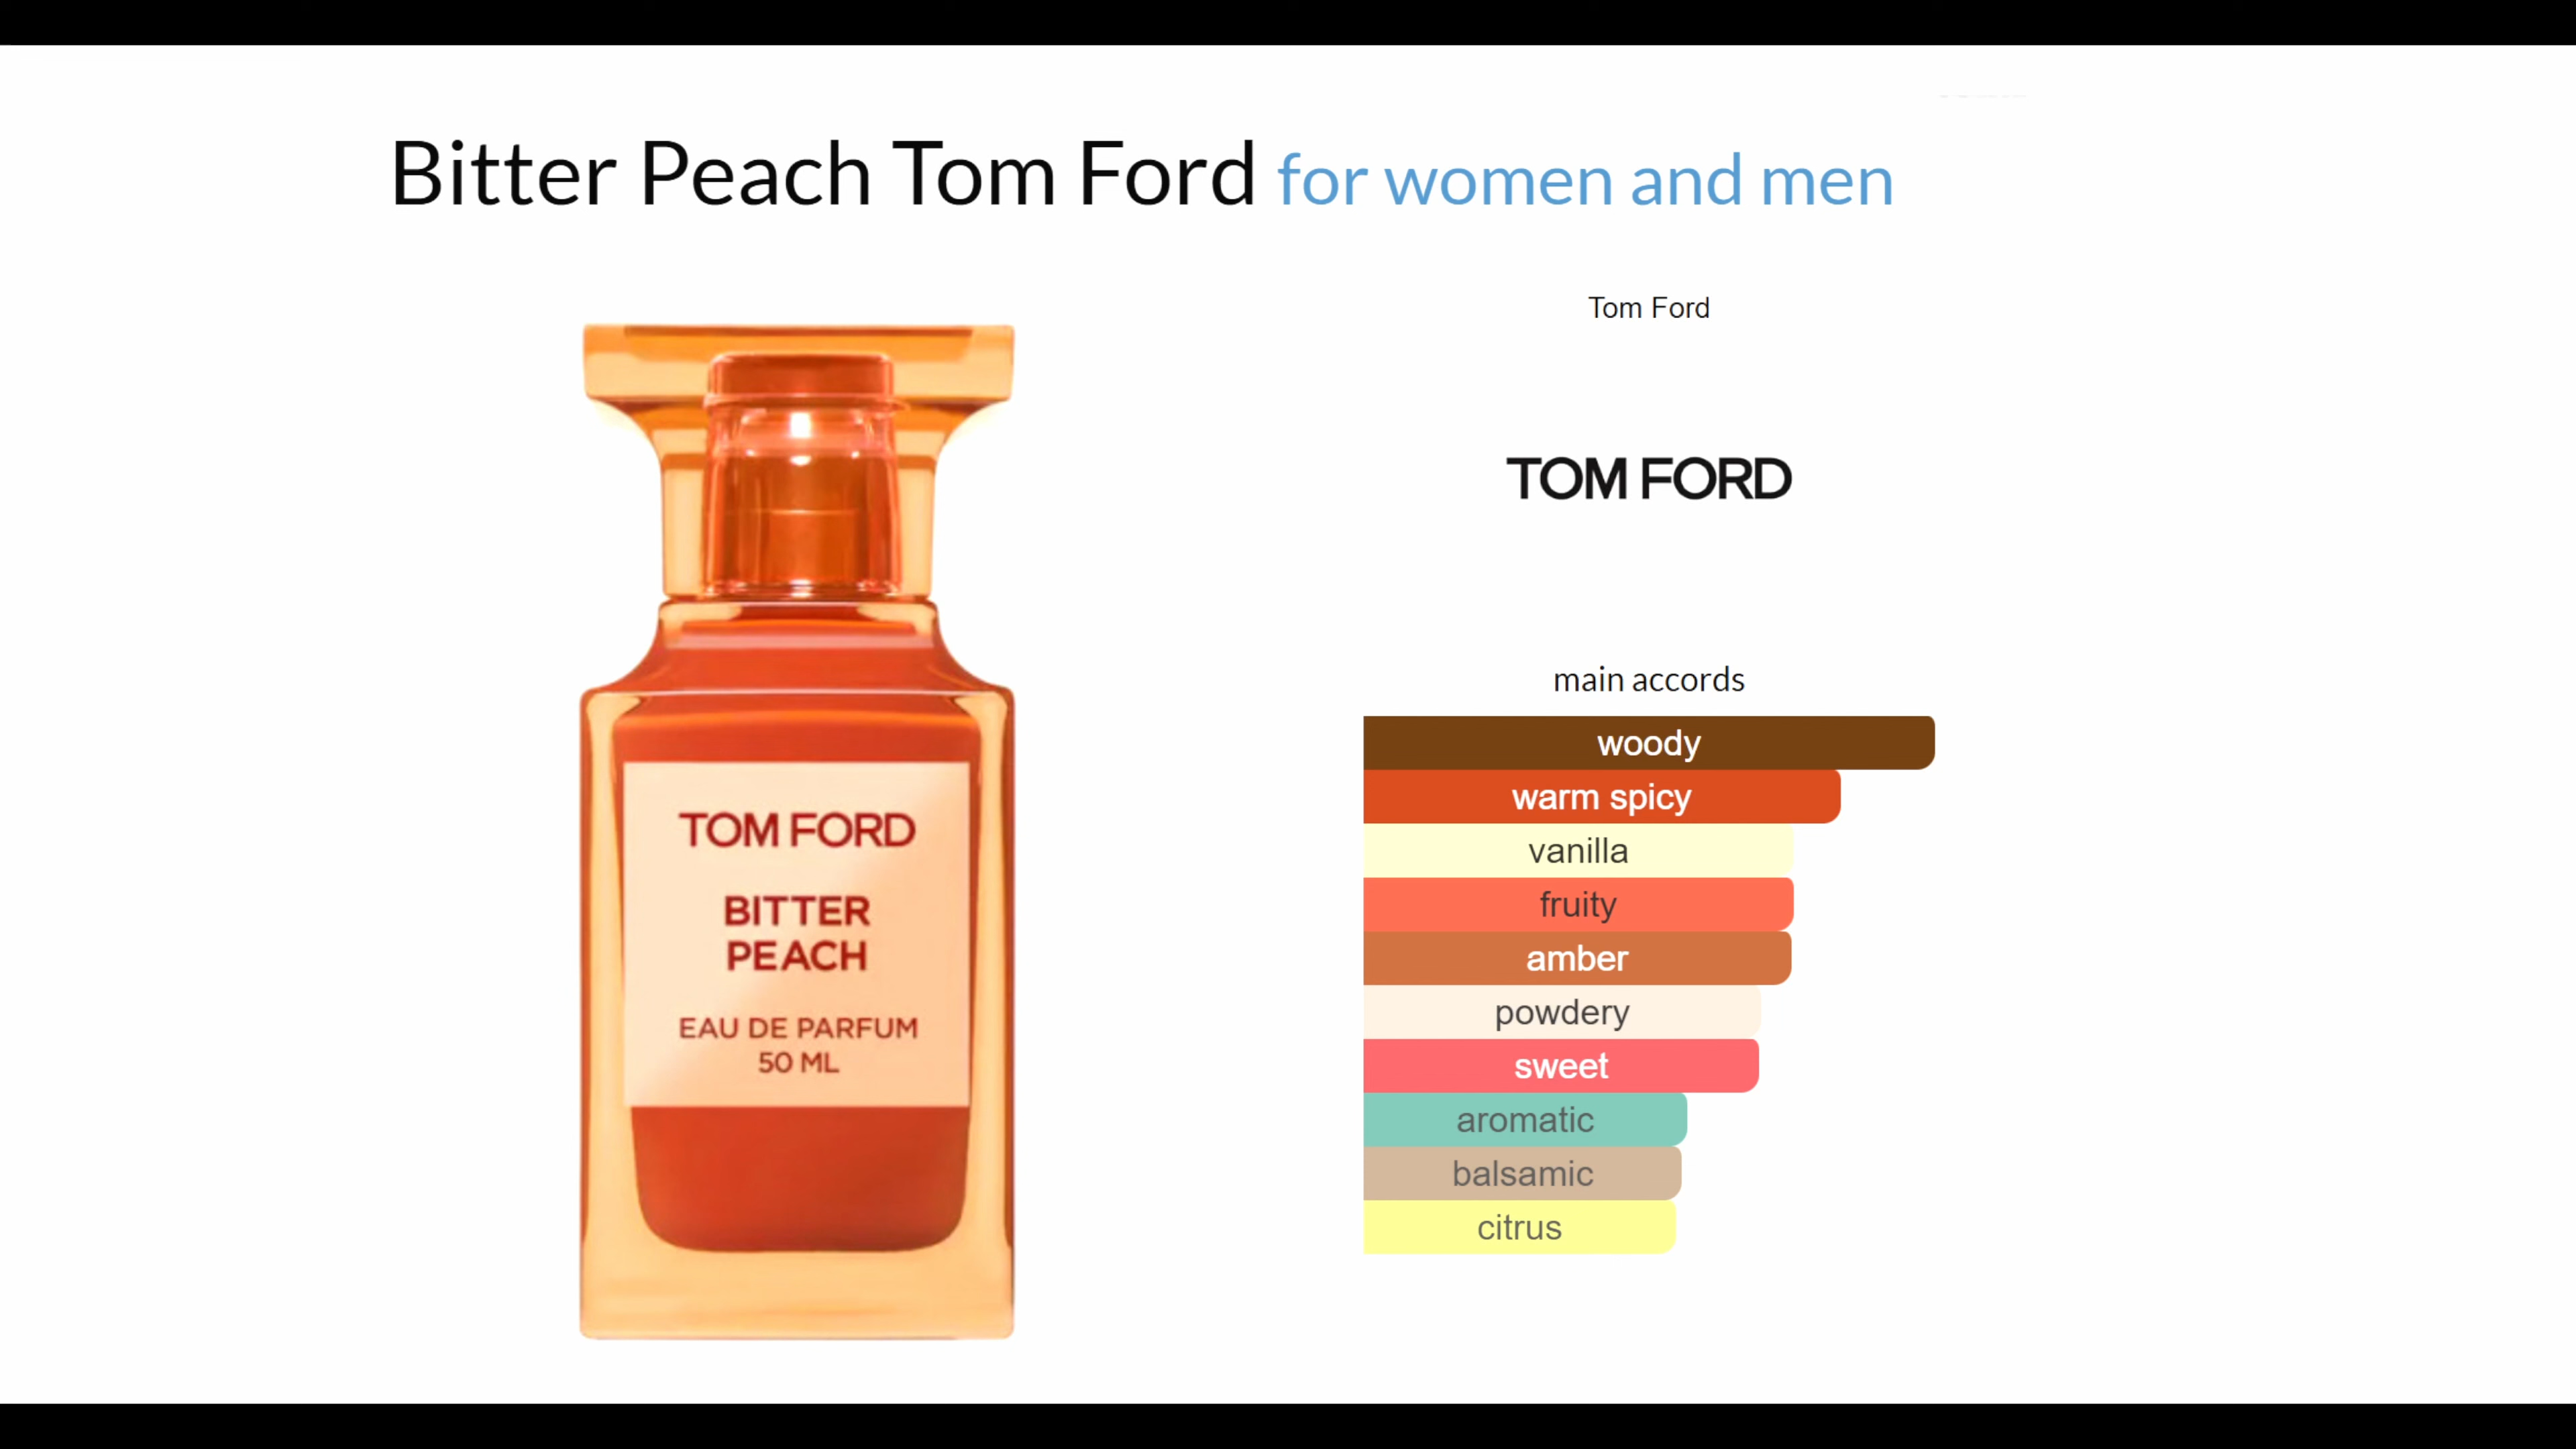 Bitter Peach Tom Ford for women and men
Tom Ford
TOM FORD
main accords
woody
warm spicy
vanilla
fruity
amber
powdery
sweet
aromatic
balsamic
citrus
TOM FORD
BITTER
PEACH
EAU DE PARFUM
50 ML